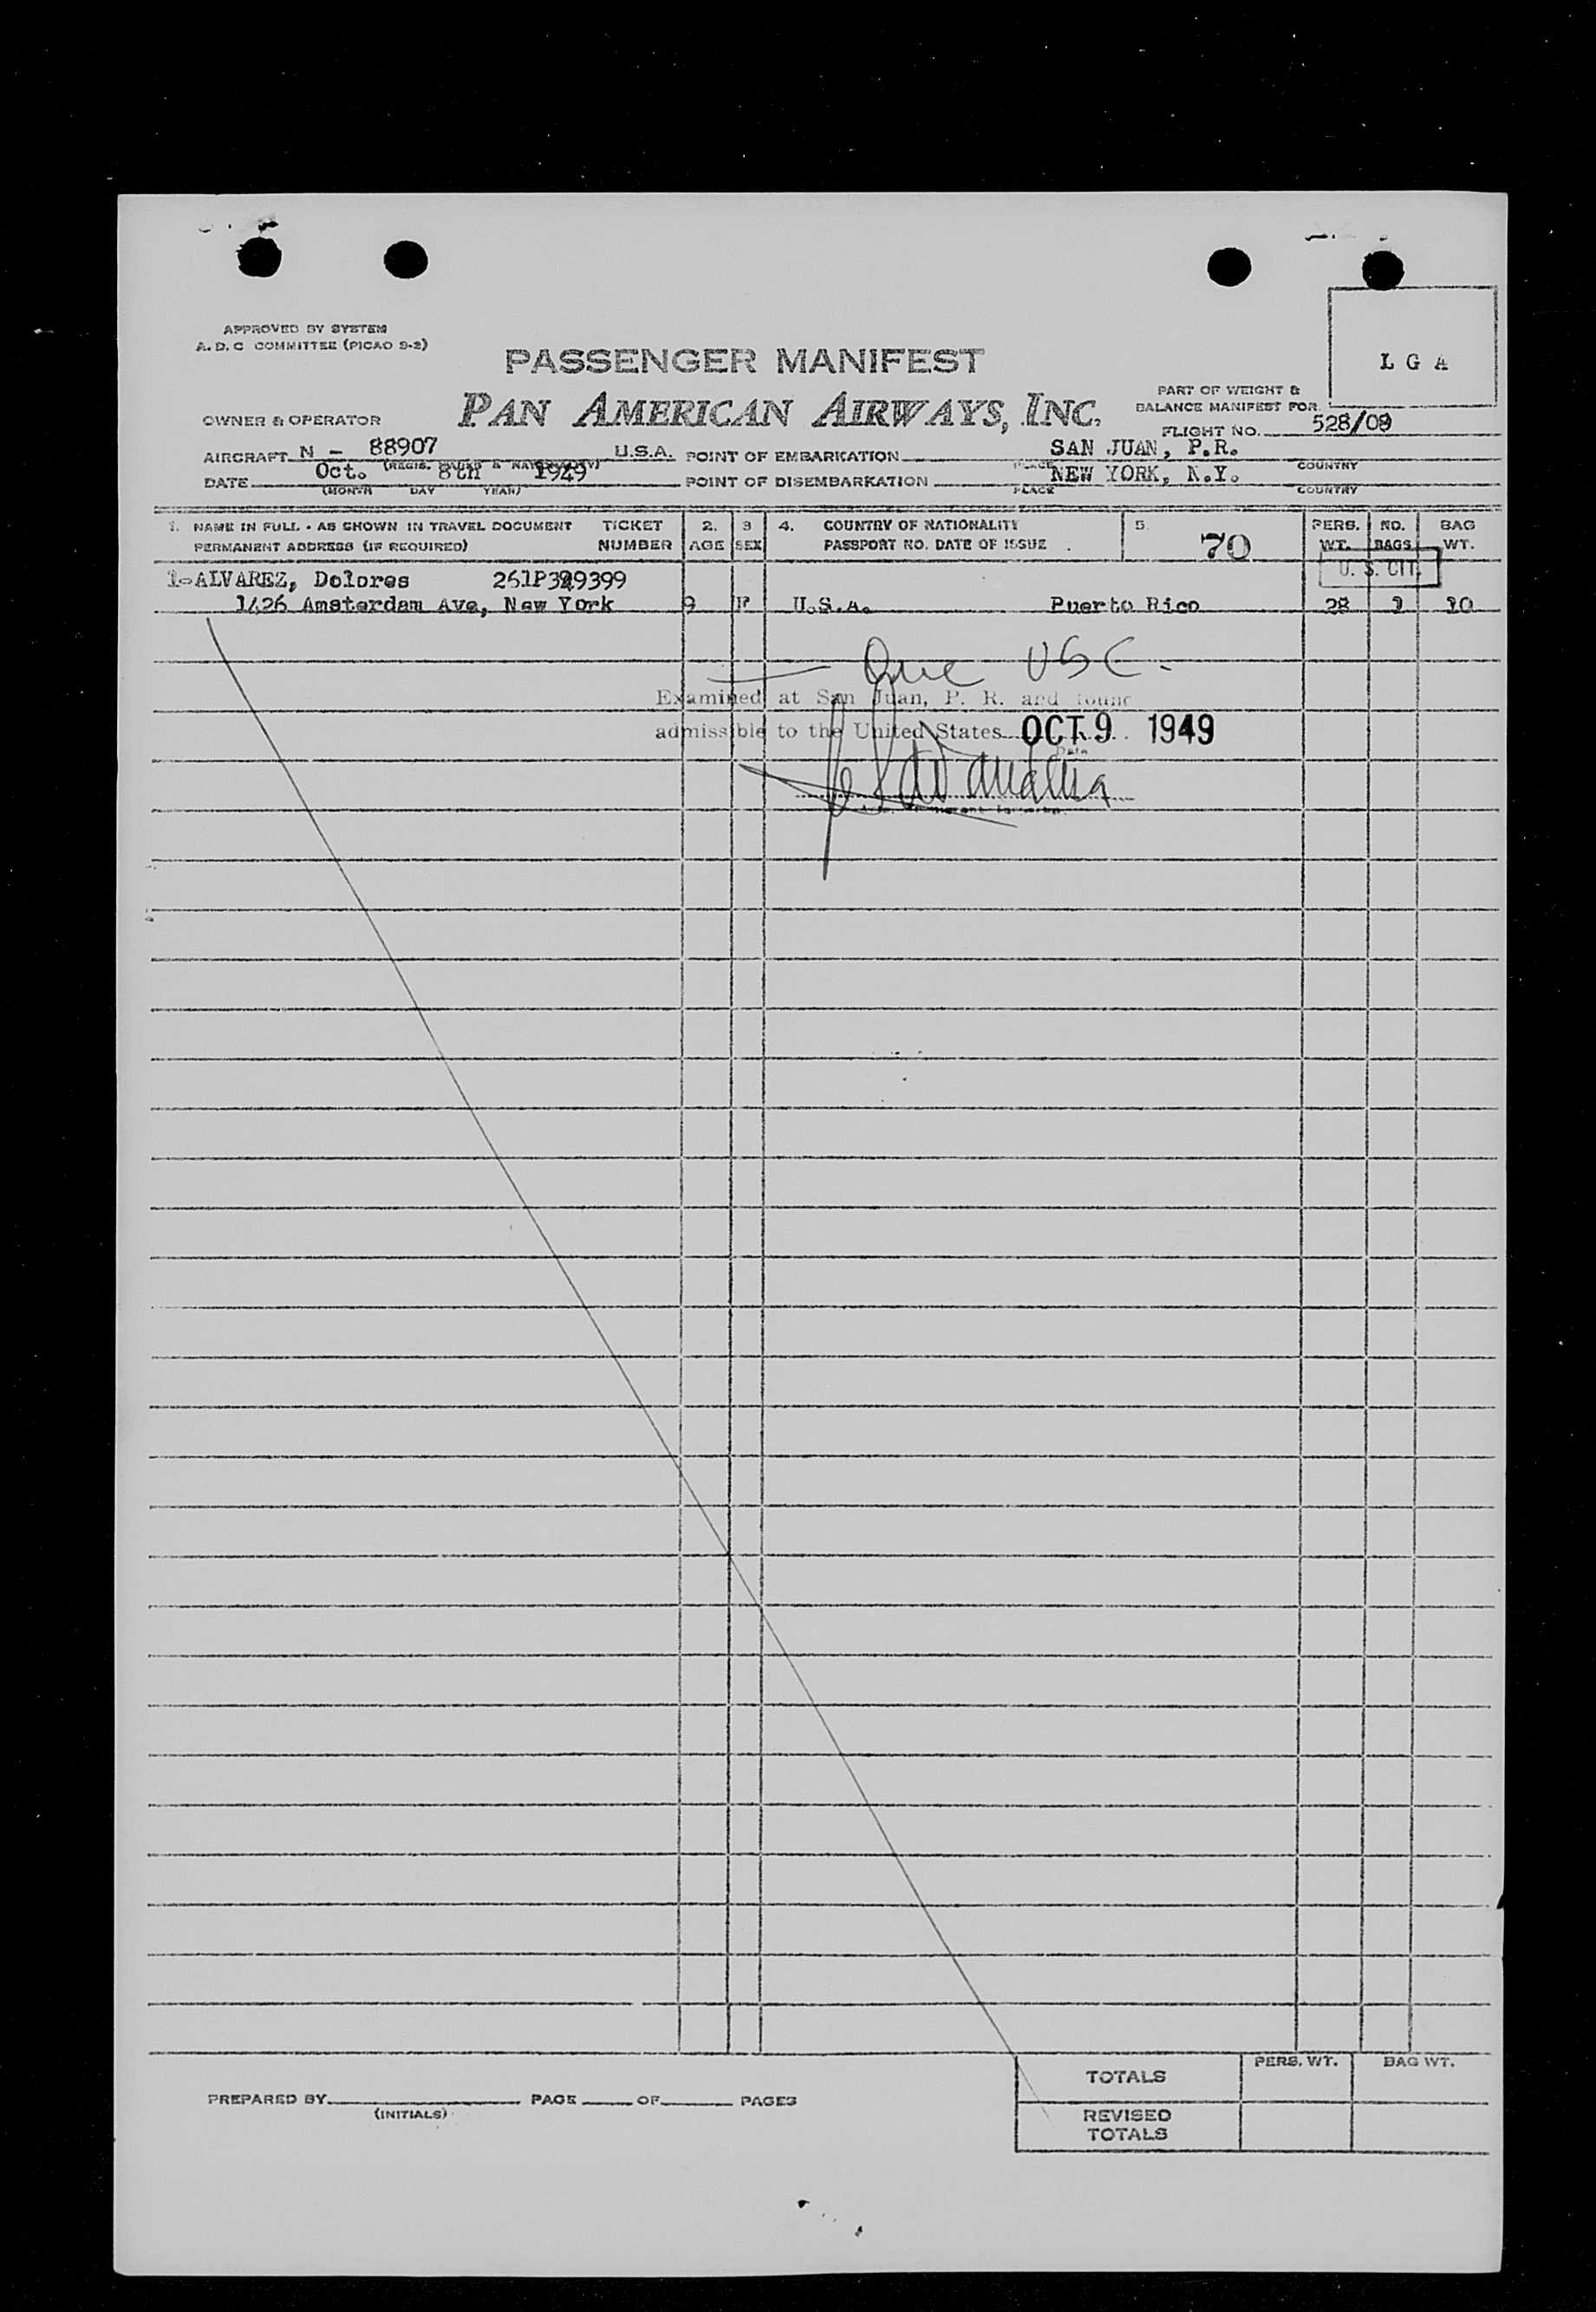 APPROVED BY SYSTEM
A. D. C COMMITTEE (PICAO S-2)
PASSENGER MANIFEST
L G A
OWNER & OPERATOR
PAN AMERICAN AIRWAYS, INC.
PART OF WEIGHT &
BALANCE MANIFEST FOR
FLIGHT NO. 528/08
AIRCRAFT N - 88907 U.S.A. POINT OF EMBARKATION SAN JUAN, P.R.
PLACE COUNTRY
DATE Oct. 8th 1949 POINT OF DISEMBARKATION NEW YORK, N.Y.
(MONTH DAY YEAR) PLACE COUNTRY
1. NAME IN FULL - AS SHOWN IN TRAVEL DOCUMENT TICKET 2. 3 4. COUNTRY OF NATIONALITY 5. PERS. NO. BAG
PERMANENT ADDRESS (IF REQUIRED) NUMBER AGE SEX PASSPORT NO. DATE OF ISSUE 70 WT. BAGS WT.
U. S. CIT.
1-ALVAREZ, Dolores
1426 Amsterdam Ave, New York 9 F U.S.A. Puerto Rico 28 1 10
One USC.
Examined at San Juan, P. R. and found
admissible to the United States OCT 9 1949
Date
PREPARED BY PAGE OF PAGES
(INITIALS)
TOTALS PERS. WT. BAG WT.
REVISED
TOTALS